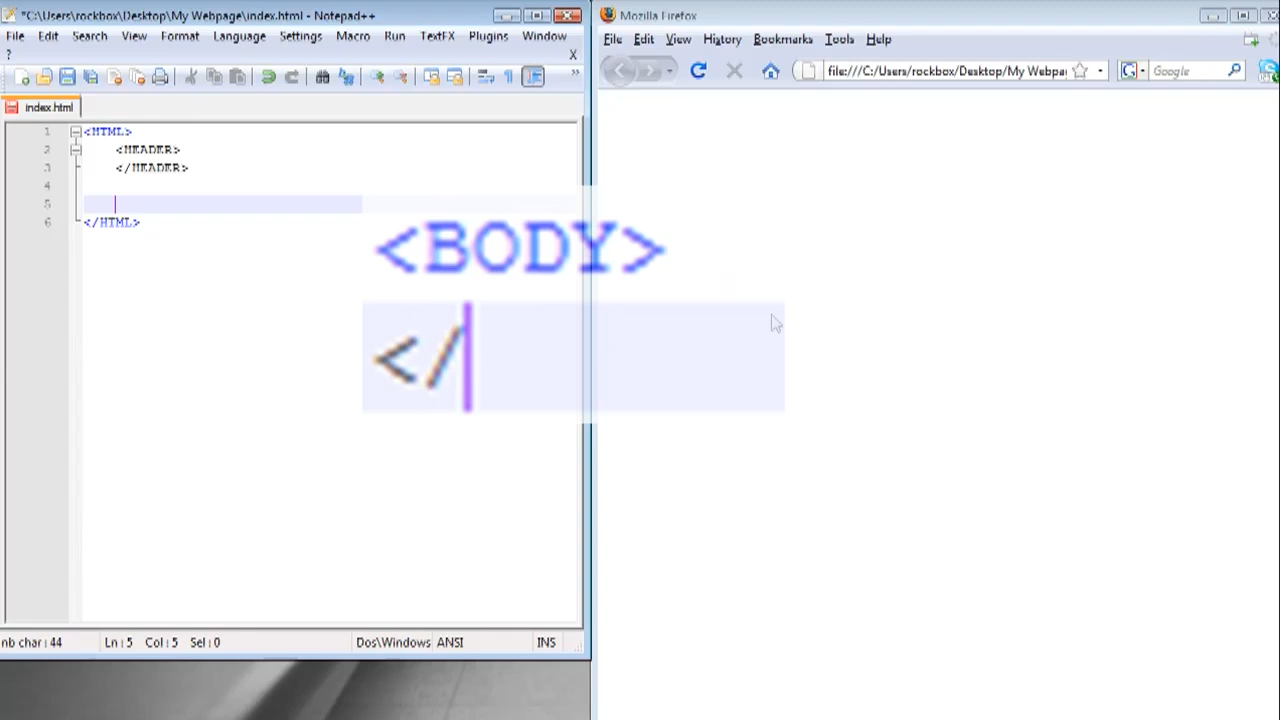 *C:\Users\rockbox\Desktop\My Webpage\index.html - Notepad++
File Edit Search View Format Language Settings Macro Run TextFX Plugins Window
? X
index.html
1 <HTML>
2 <HEADER>
3 </HEADER>
4
5
6 </HTML>
<BODY>
</
nb char : 44 Ln : 5 Col : 5 Sel : 0 Dos\Windows ANSI INS
Mozilla Firefox
File Edit View History Bookmarks Tools Help
file:///C:/Users/rockbox/Desktop/My Webpa Google